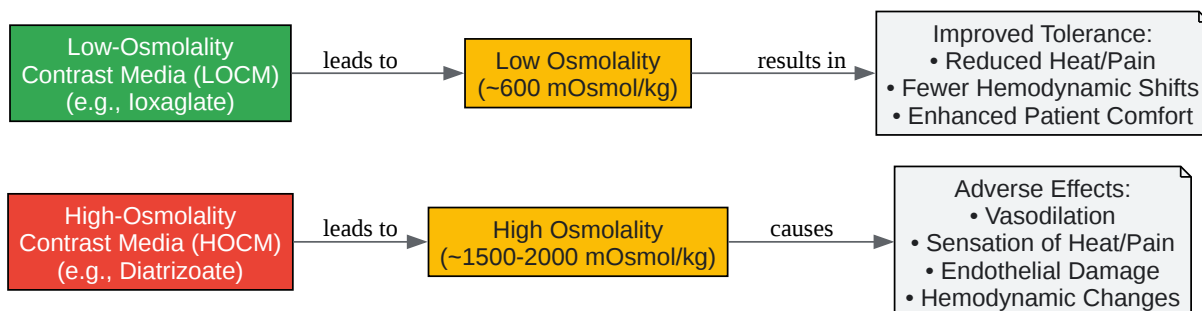 Low-Osmolality
Contrast Media (LOCM)
(e.g., Ioxaglate)
leads to
Low Osmolality
(~600 mOsmol/kg)
results in
Improved Tolerance:
• Reduced Heat/Pain
• Fewer Hemodynamic Shifts
• Enhanced Patient Comfort
High-Osmolality
Contrast Media (HOCM)
(e.g., Diatrizoate)
leads to
High Osmolality
(~1500-2000 mOsmol/kg)
causes
Adverse Effects:
• Vasodilation
• Sensation of Heat/Pain
• Endothelial Damage
• Hemodynamic Changes